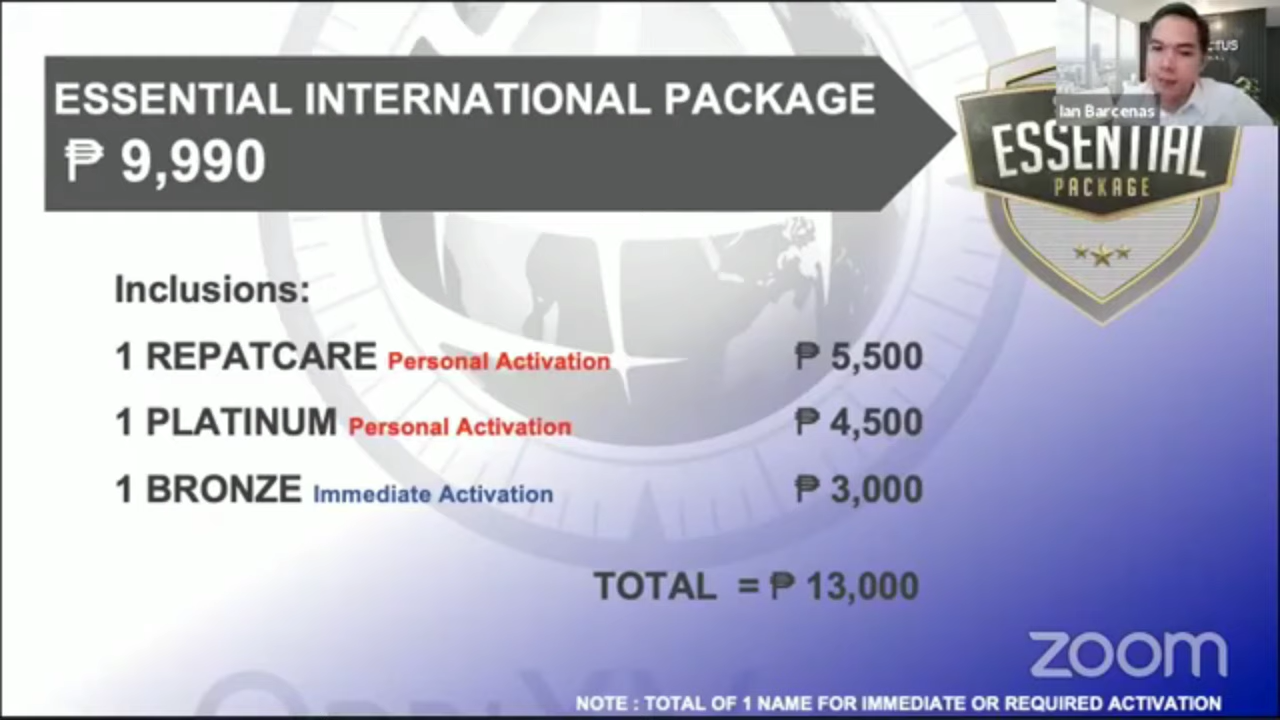 ESSENTIAL INTERNATIONAL PACKAGE
₱ 9,990
Ian Barcenas
ESSENTIAL
PACKAGE
Inclusions:
1 REPATCARE Personal Activation ₱ 5,500
1 PLATINUM Personal Activation ₱ 4,500
1 BRONZE Immediate Activation ₱ 3,000
TOTAL = ₱ 13,000
zoom
NOTE : TOTAL OF 1 NAME FOR IMMEDIATE OR REQUIRED ACTIVATION